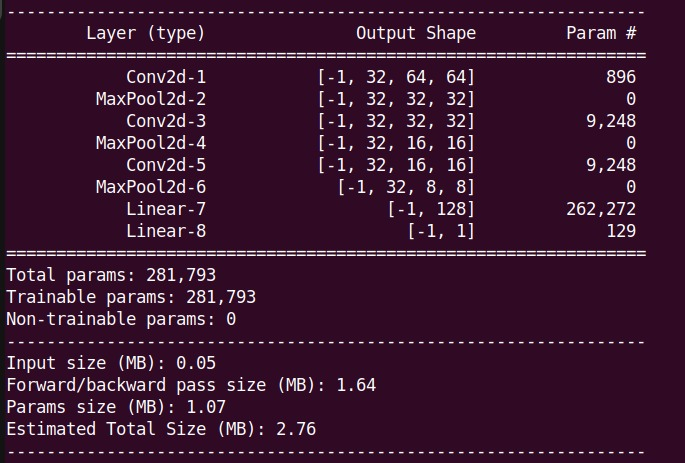 ----------------------------------------------------------------
        Layer (type)               Output Shape         Param #
================================================================
            Conv2d-1           [-1, 32, 64, 64]             896
         MaxPool2d-2           [-1, 32, 32, 32]               0
            Conv2d-3           [-1, 32, 32, 32]           9,248
         MaxPool2d-4           [-1, 32, 16, 16]               0
            Conv2d-5           [-1, 32, 16, 16]           9,248
         MaxPool2d-6             [-1, 32, 8, 8]               0
            Linear-7                  [-1, 128]         262,272
            Linear-8                    [-1, 1]             129
================================================================
Total params: 281,793
Trainable params: 281,793
Non-trainable params: 0
----------------------------------------------------------------
Input size (MB): 0.05
Forward/backward pass size (MB): 1.64
Params size (MB): 1.07
Estimated Total Size (MB): 2.76
----------------------------------------------------------------